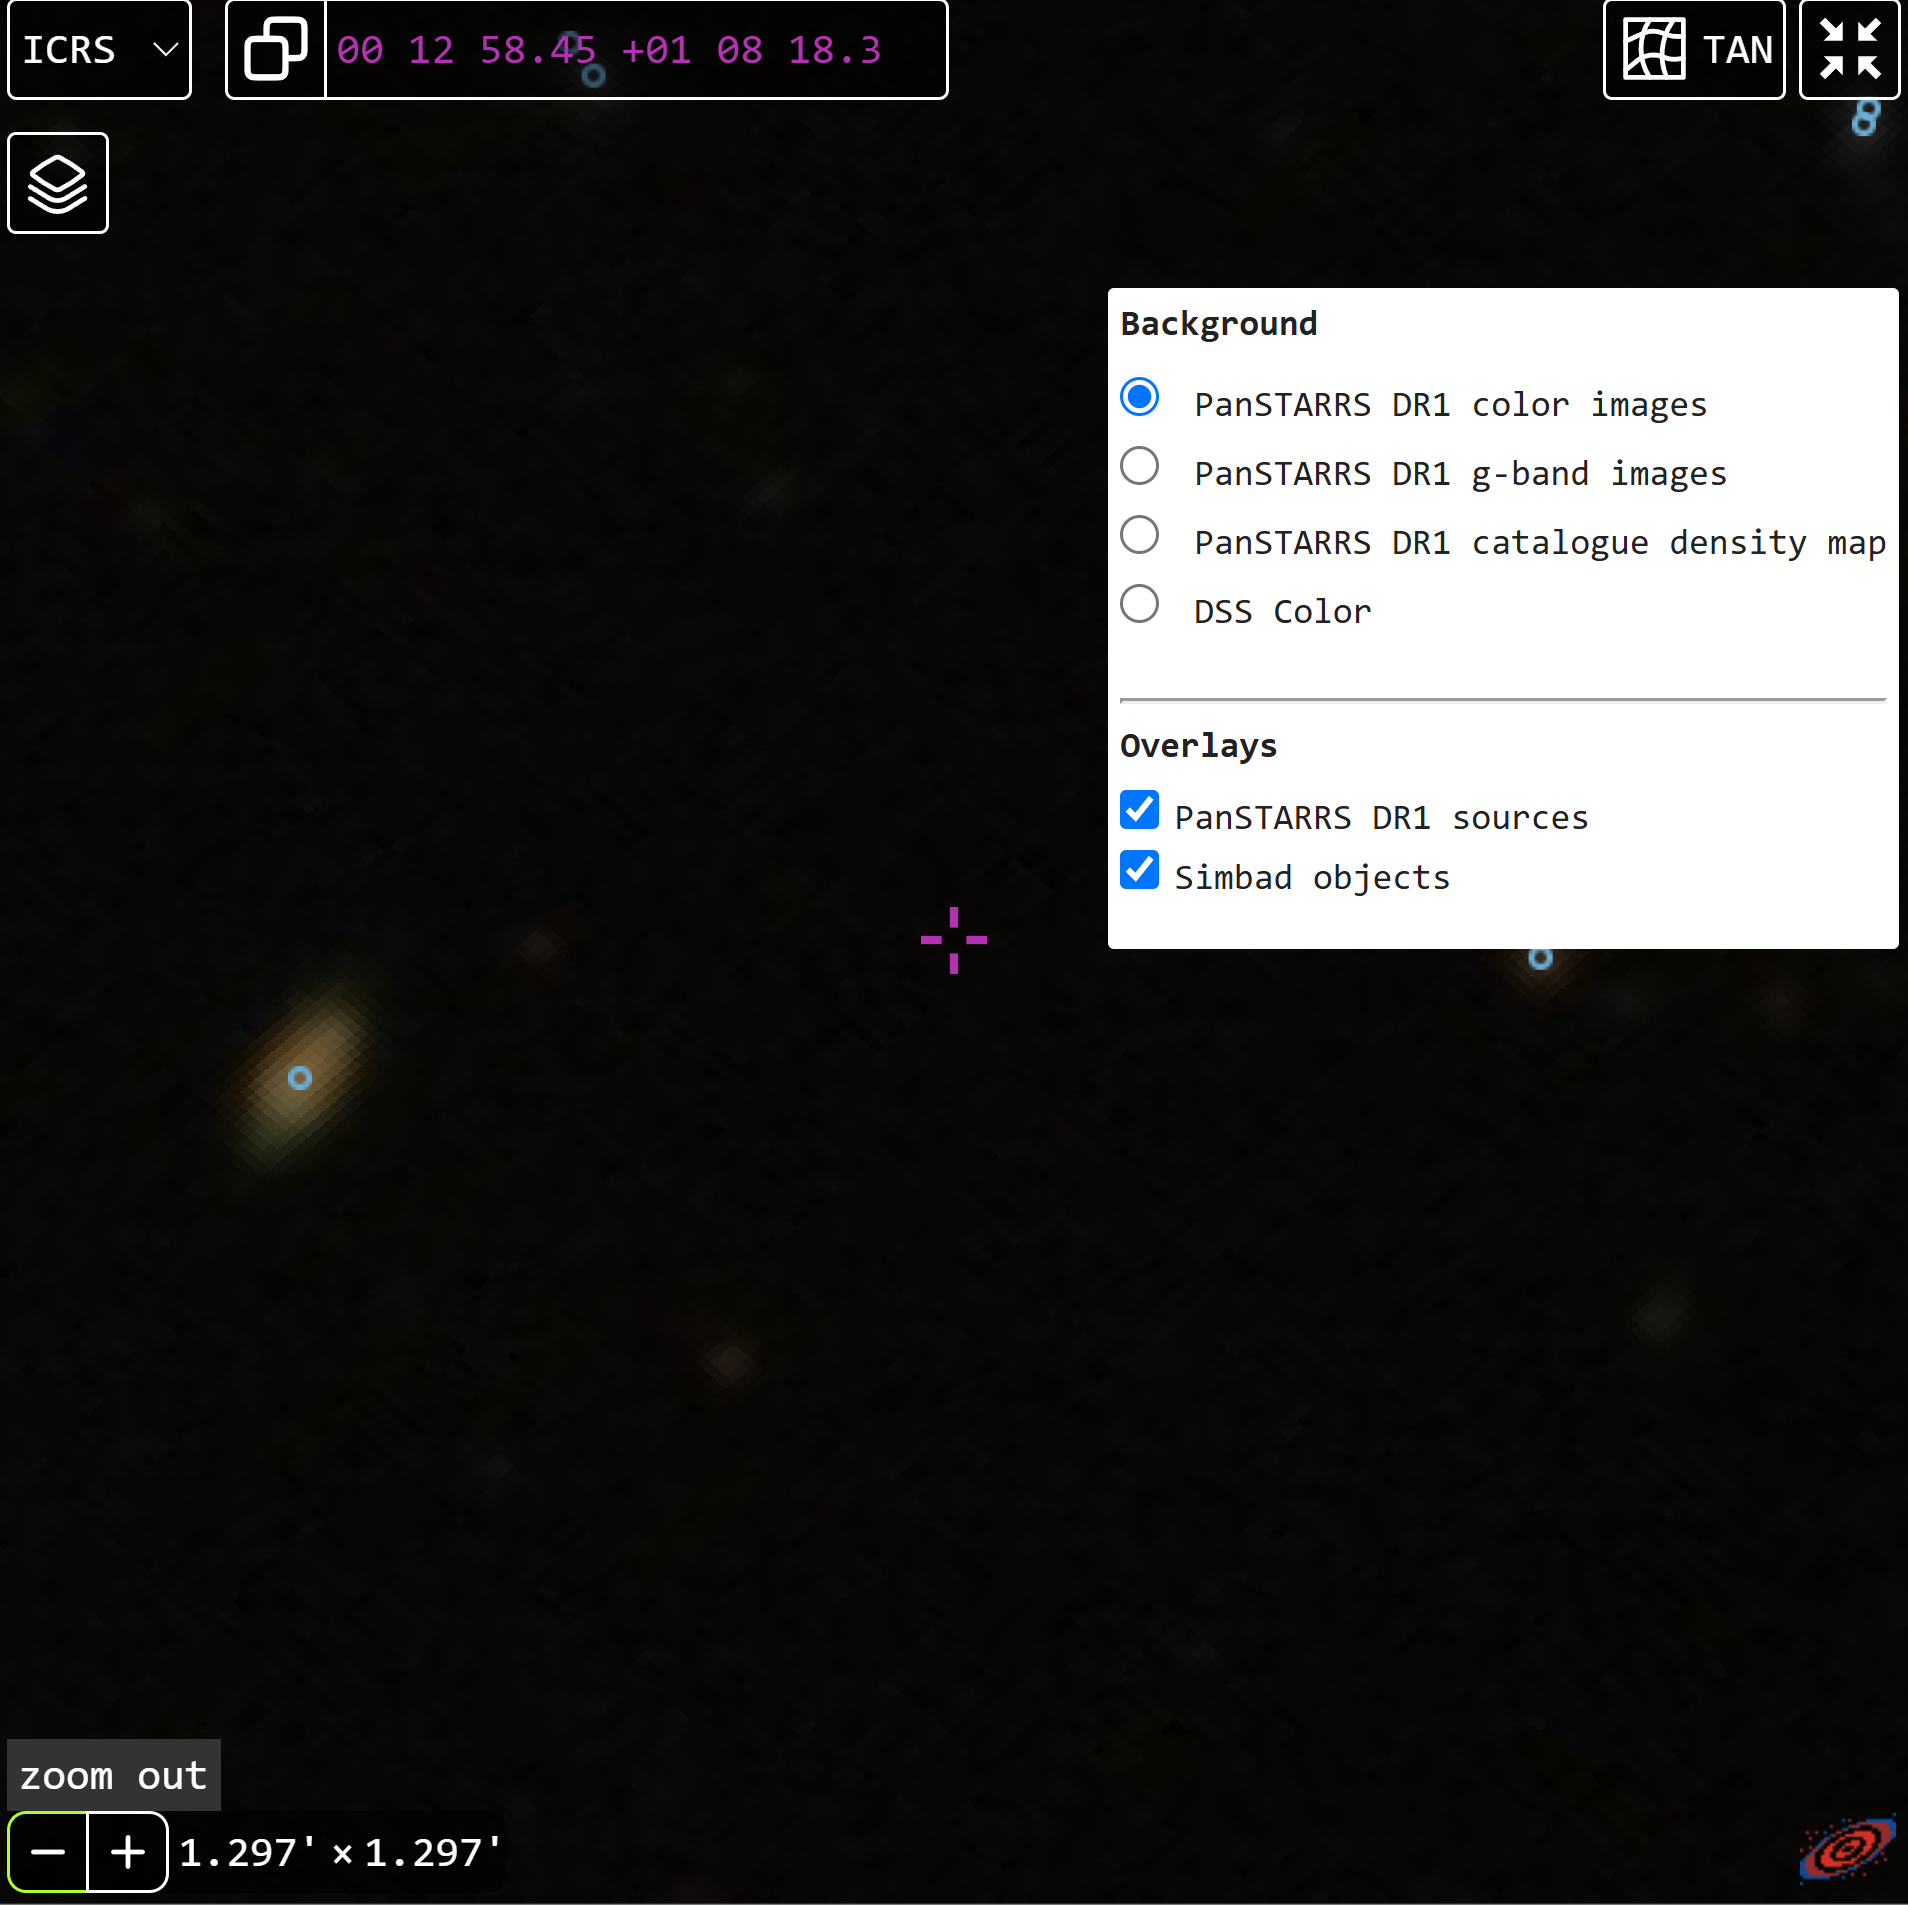 ICRS
00 12 58.45 +01 08 18.3
TAN
Background
PanSTARRS DR1 color images
PanSTARRS DR1 g-band images
PanSTARRS DR1 catalogue density map
DSS Color
Overlays
PanSTARRS DR1 sources
Simbad objects
zoom out
1.297' × 1.297'